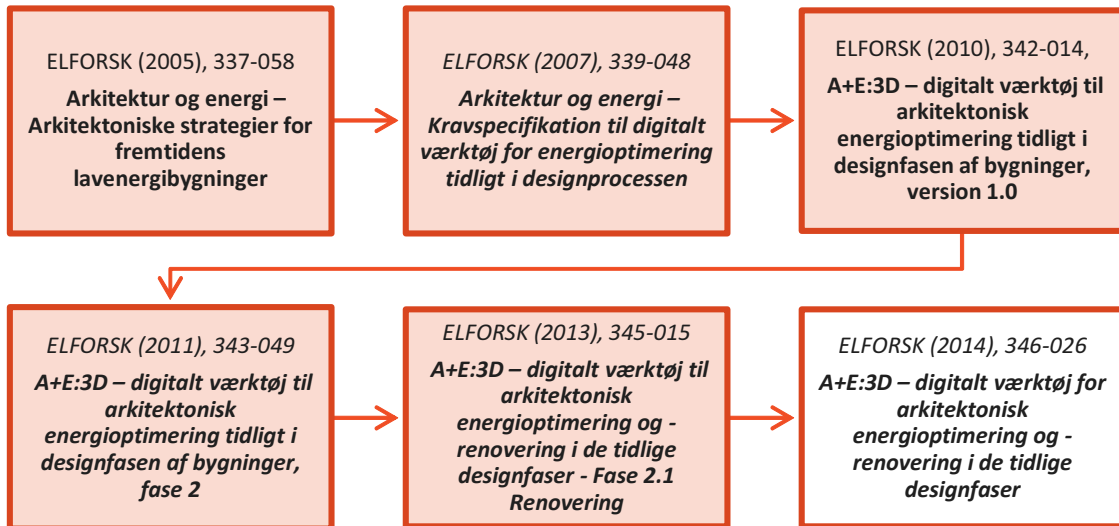 ELFORSK (2005), 337-058
Arkitektur og energi –
Arkitektoniske strategier for
fremtidens
lavenergibygninger
ELFORSK (2007), 339-048
Arkitektur og energi –
Kravspecifikation til digitalt
værktøj for energioptimering
tidligt i designprocessen
ELFORSK (2010), 342-014,
A+E:3D – digitalt værktøj til
arkitektonisk
energioptimering tidligt i
designfasen af bygninger,
version 1.0
ELFORSK (2011), 343-049
A+E:3D – digitalt værktøj til
arkitektonisk
energioptimering tidligt i
designfasen af bygninger,
fase 2
ELFORSK (2013), 345-015
A+E:3D – digitalt værktøj til
arkitektonisk
energioptimering og -
renovering i de tidlige
designfaser - Fase 2.1
Renovering
ELFORSK (2014), 346-026
A+E:3D – digitalt værktøj for
arkitektonisk
energioptimering og -
renovering i de tidlige
designfaser